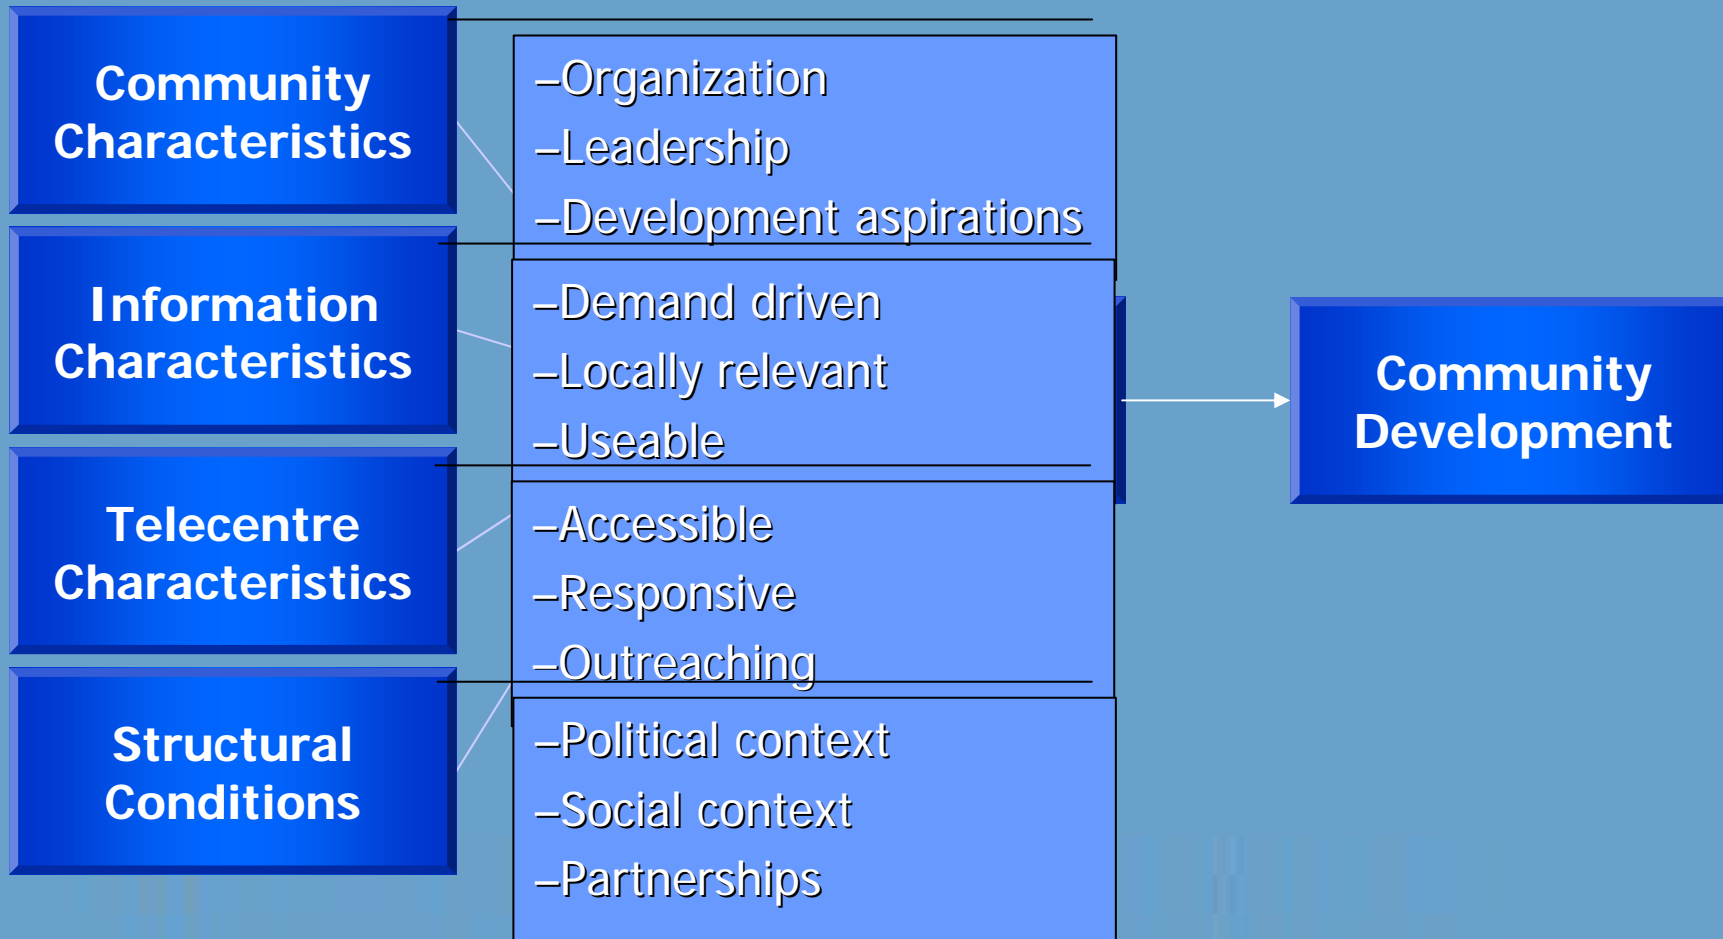 Community
Characteristics
–Organization
–Leadership
–Development aspirations
Information
Characteristics
–Demand driven
–Locally relevant
–Useable
Telecentre
Characteristics
–Accessible
–Responsive
–Outreaching
Structural
Conditions
–Political context
–Social context
–Partnerships
Community
Development